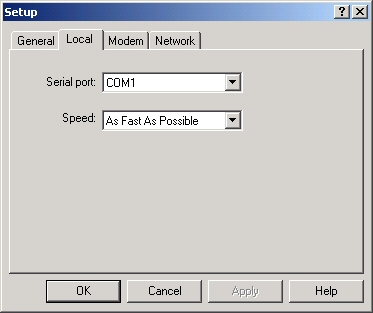 Setup
General Local Modem Network
Serial port: COM1
Speed: As Fast As Possible
OK Cancel Apply Help